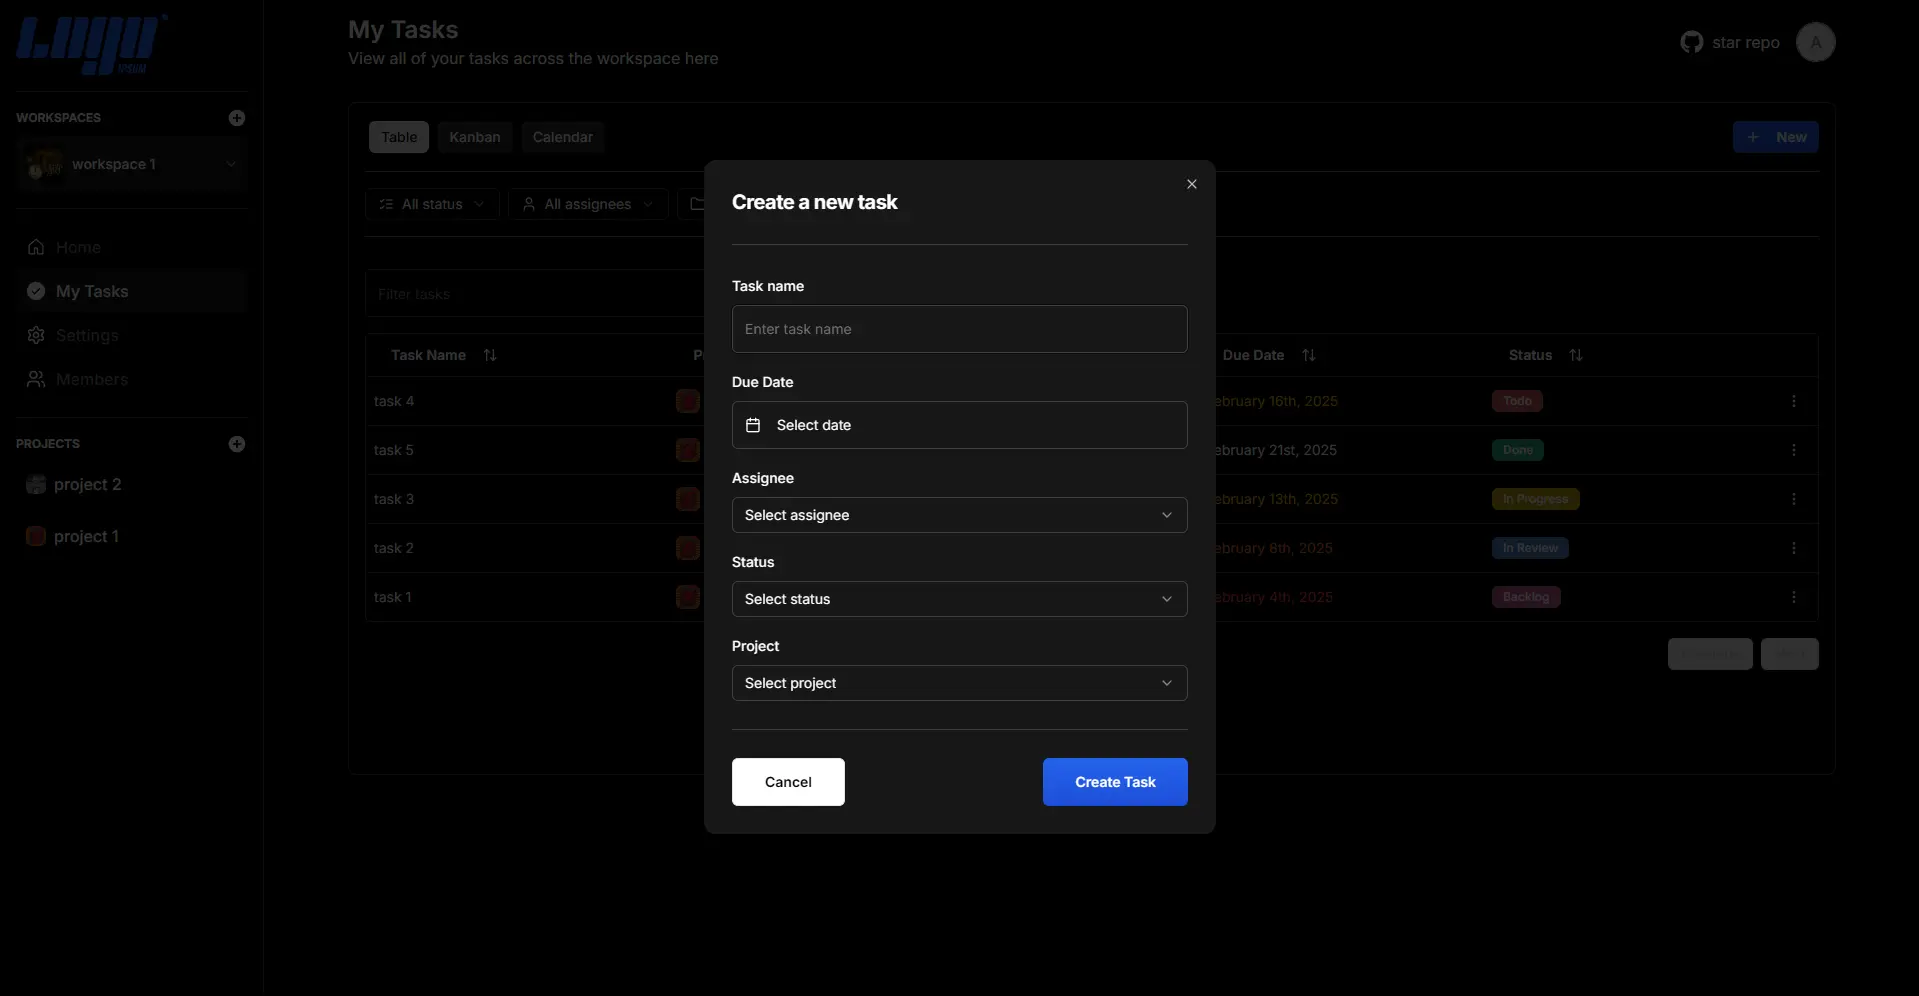 Logo
IPSUM
My Tasks
View all of your tasks across the workspace here
star repo
A
WORKSPACES
workspace 1
Home
My Tasks
Settings
Members
PROJECTS
project 2
project 1
Table
Kanban
Calendar
New
All status
All assignees
Filter tasks
Task Name
Due Date
Status
task 4
ebruary 16th, 2025
Todo
task 5
ebruary 21st, 2025
Done
task 3
ebruary 13th, 2025
In Progress
task 2
ebruary 8th, 2025
In Review
task 1
ebruary 4th, 2025
Backlog
Create a new task
Task name
Enter task name
Due Date
Select date
Assignee
Select assignee
Status
Select status
Project
Select project
Cancel
Create Task